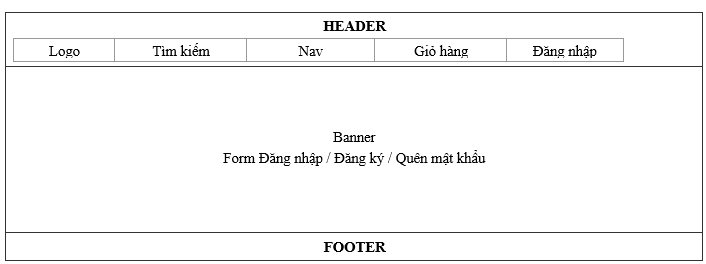 HEADER
Logo Tìm kiếm Nav Giỏ hàng Đăng nhập
Banner
Form Đăng nhập / Đăng ký / Quên mật khẩu
FOOTER